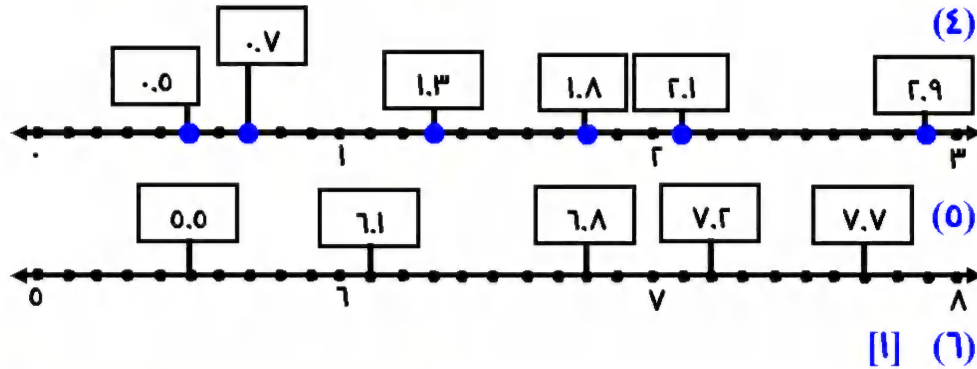 (٤)
٠.٥ ٠.٧ ١.٣ ١.٨ ٢.١ ٢.٩
٠ ١ ٢ ٣
(٥)
٥.٥ ٦.١ ٦.٨ ٧.٢ ٧.٧
٥ ٦ ٧ ٨
(٦) [١]